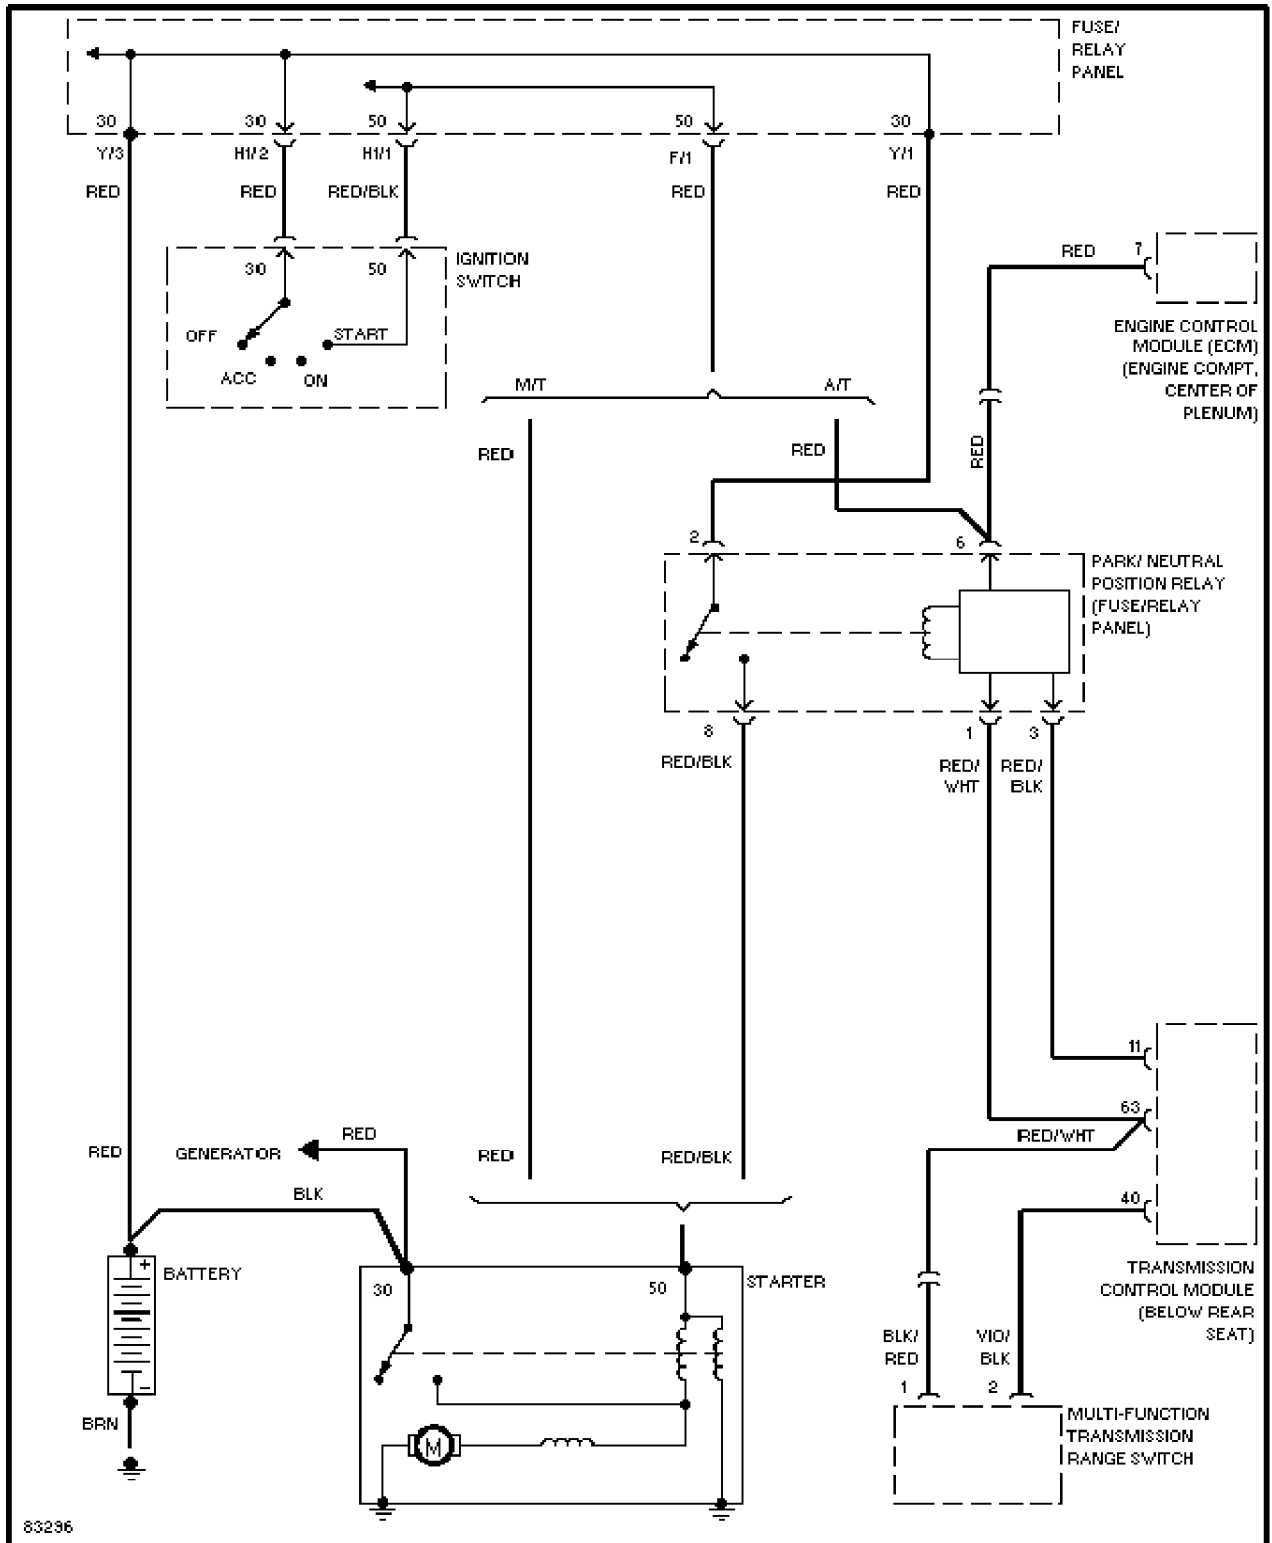 FUSE/
RELAY
PANEL
30
30
50
50
30
Y/3
H1/2
H1/1
F/1
Y/1
RED
RED
RED/BLK
RED
RED
IGNITION
SWITCH
30
50
OFF
START
ACC
ON
RED
7
ENGINE CONTROL
MODULE (ECM)
(ENGINE COMPT,
CENTER OF
PLENUM)
M/T
A/T
RED
RED
RED
2
6
PARK/ NEUTRAL
POSITION RELAY
(FUSE/RELAY
PANEL)
8
1
3
RED/BLK
RED/
WHT
RED/
BLK
11
63
RED/WHT
40
RED
GENERATOR
RED
RED
RED/BLK
BLK
BATTERY
+
–
30
50
STARTER
TRANSMISSION
CONTROL MODULE
(BELOW REAR
SEAT)
BLK/
RED
VIO/
BLK
1
2
BRN
M
MULTI-FUNCTION
TRANSMISSION
RANGE SWITCH
83296